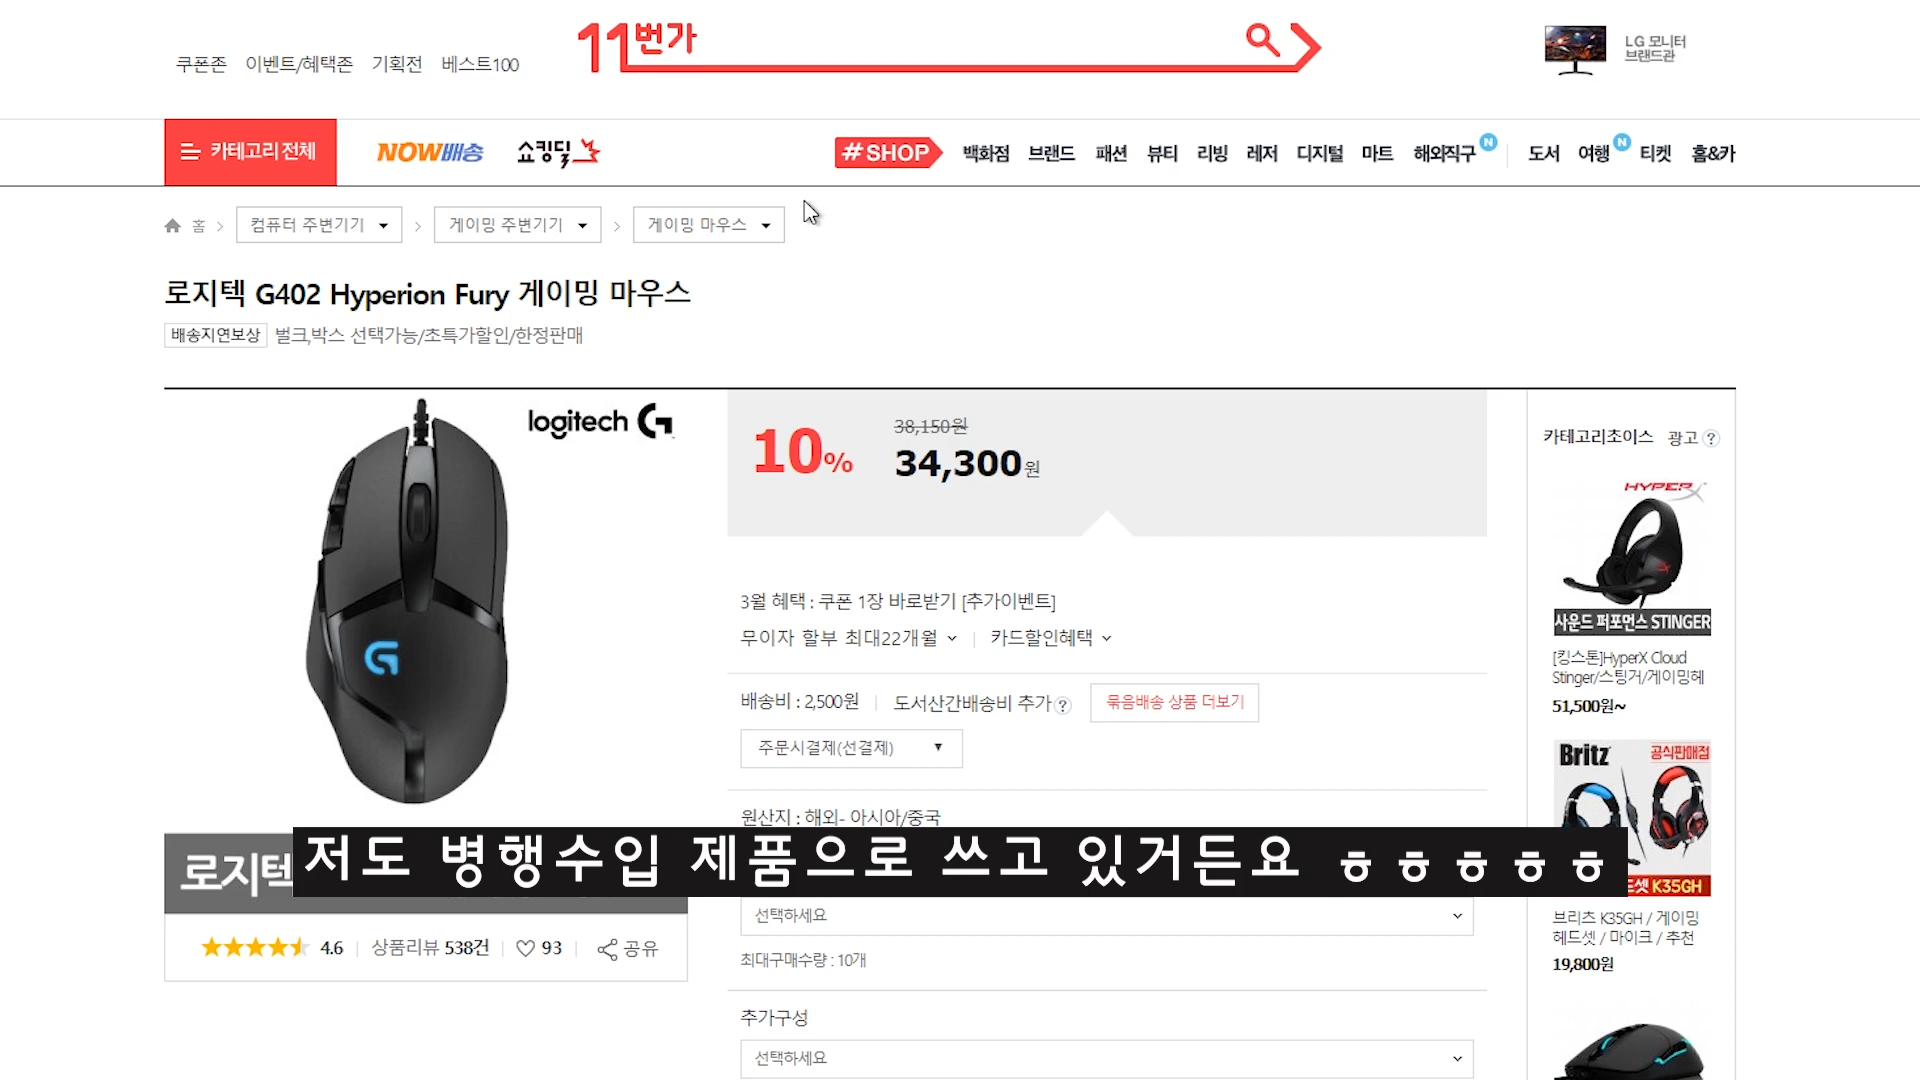 쿠폰존 이벤트/혜택존 기획전 베스트100
11번가
LG 모니터
브랜드관
카테고리 전체
NOW배송
쇼킹딜
#SHOP
백화점 브랜드 패션 뷰티 리빙 레저 디지털 마트 해외직구 N 도서 여행 N 티켓 홈&카
홈 > 컴퓨터 주변기기 > 게이밍 주변기기 > 게이밍 마우스
로지텍 G402 Hyperion Fury 게이밍 마우스
배송지연보상 벌크,박스 선택가능/초특가할인/한정판매
logitech G
G
로지텍
4.6 상품리뷰 538건 93 공유
10%
38,150원
34,300원
3월 혜택 : 쿠폰 1장 바로받기 [추가이벤트]
무이자 할부 최대22개월 카드할인혜택
배송비 : 2,500원 도서산간배송비 추가 ? 묶음배송 상품 더보기
주문시결제(선결제)
원산지 : 해외- 아시아/중국
저도 병행수입 제품으로 쓰고 있거든요 ㅎㅎㅎㅎㅎ
선택하세요
최대구매수량 : 10개
추가구성
선택하세요
카테고리초이스 광고 ?
HYPERX
사운드 퍼포먼스 STINGER
[킹스톤]HyperX Cloud
Stinger/스팅거/게이밍헤
51,500원~
Britz 공식판매점
드셋 K35GH
브리츠 K35GH / 게이밍
헤드셋 / 마이크 / 추천
19,800원